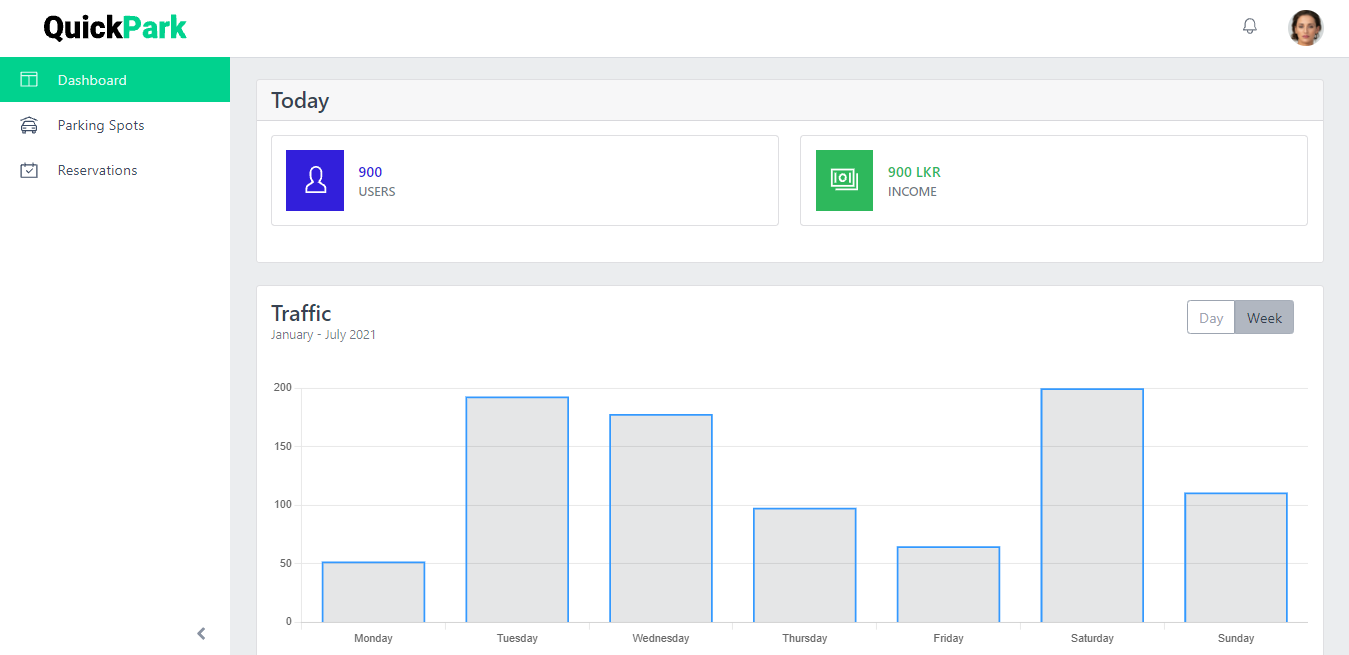 QuickPark
Dashboard
Parking Spots
Reservations
Today
900
USERS
900 LKR
INCOME
Traffic
January - July 2021
Day Week
200
150
100
50
0
Monday Tuesday Wednesday Thursday Friday Saturday Sunday